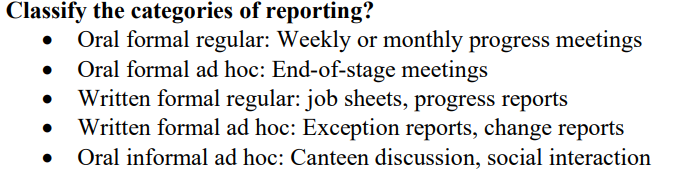 Classify the categories of reporting?
• Oral formal regular: Weekly or monthly progress meetings
• Oral formal ad hoc: End-of-stage meetings
• Written formal regular: job sheets, progress reports
• Written formal ad hoc: Exception reports, change reports
• Oral informal ad hoc: Canteen discussion, social interaction